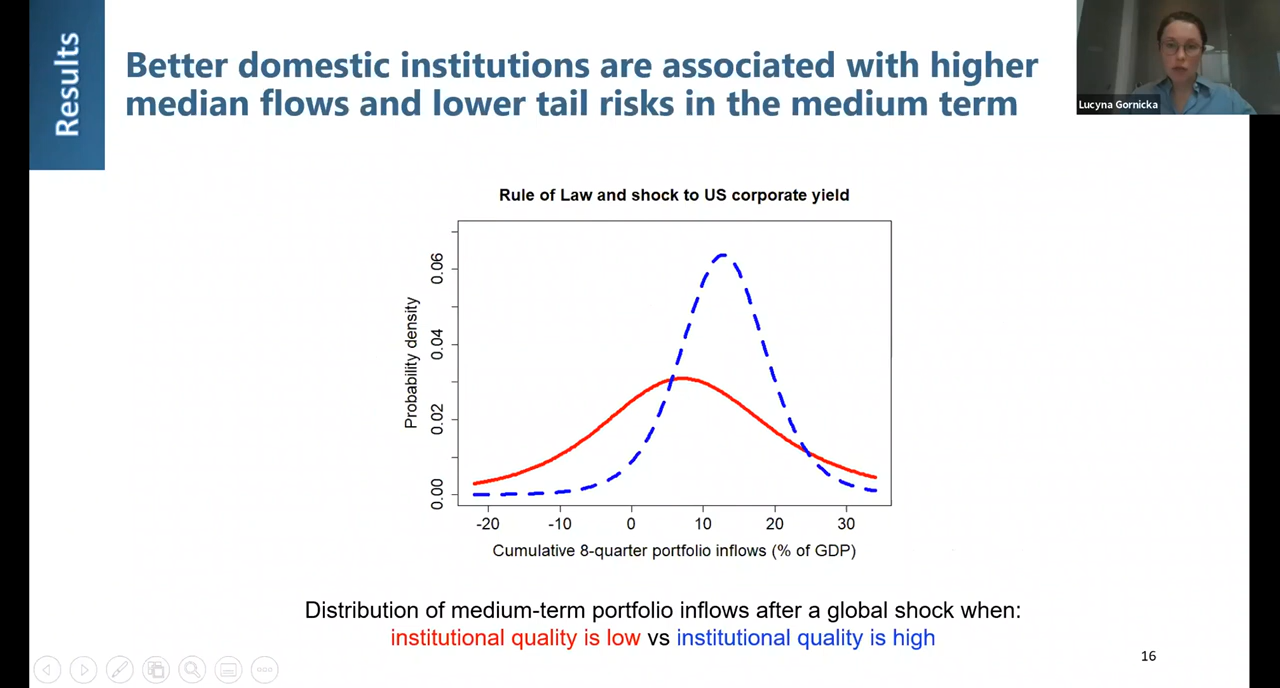 Results
Better domestic institutions are associated with higher
median flows and lower tail risks in the medium term
Lucyna Gornicka
Rule of Law and shock to US corporate yield
Probability density
0.06
0.04
0.02
0.00
-20 -10 0 10 20 30
Cumulative 8-quarter portfolio inflows (% of GDP)
Distribution of medium-term portfolio inflows after a global shock when:
institutional quality is low vs institutional quality is high
16